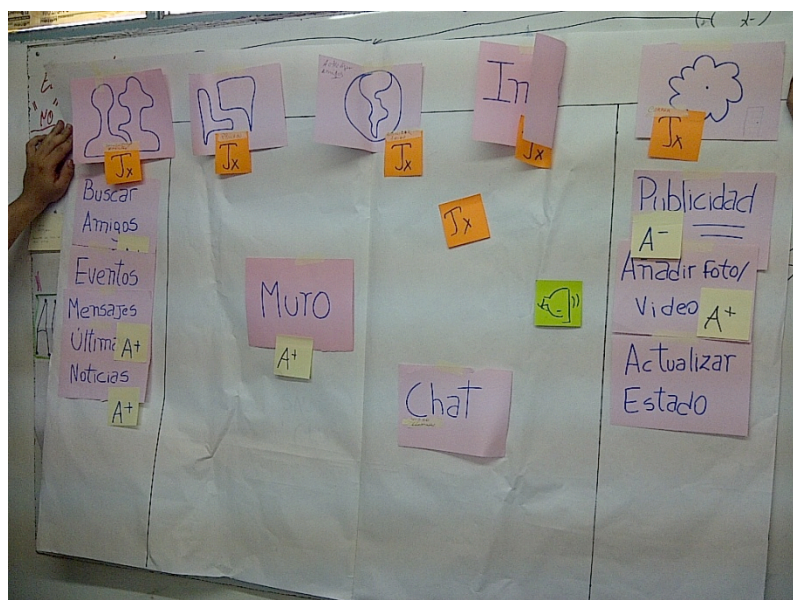 In
Jx
Jx
Jx
Jx
Jx
Buscar
Amigos
Eventos
Mensajes
Última
A+
Noticias
A+
Jx
Muro
A+
Chat
Publicidad
A-
Añadir Foto/
Video
A+
Actualizar
Estado
"NO